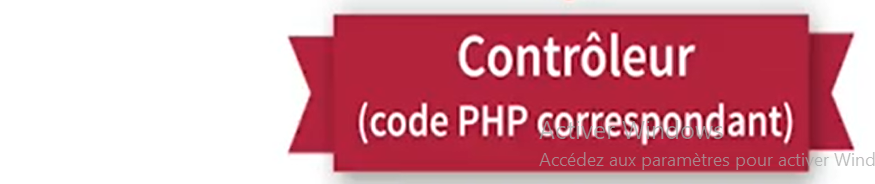 Contrôleur
(code PHP correspondant)
Activer Windows
Accédez aux paramètres pour activer Wind